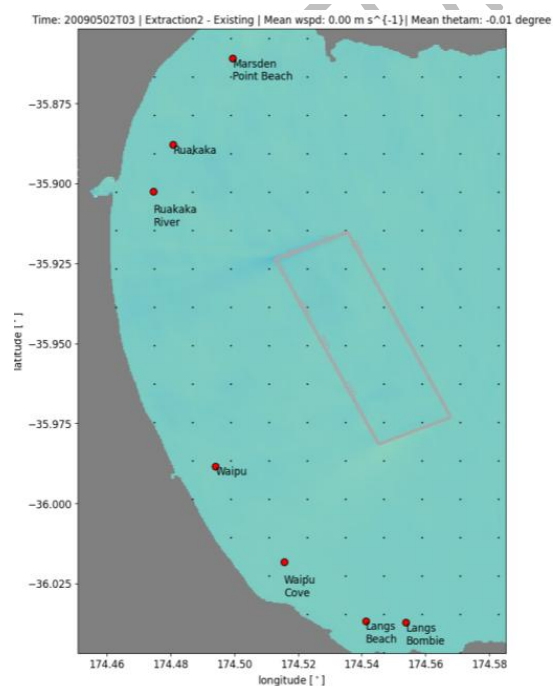 Time: 20090502T03 | Extraction2 - Existing | Mean wspd: 0.00 m s^{-1}| Mean thetam: -0.01 degree
Marsden
Point Beach
−35.875
Ruakaka
−35.900
Ruakaka
River
−35.925
latitude [°]
−35.950
−35.975
Waipu
−36.000
Waipu
Cove
−36.025
Langs
Beach
Langs
Bombie
174.46 174.48 174.50 174.52 174.54 174.56 174.58
longitude [°]